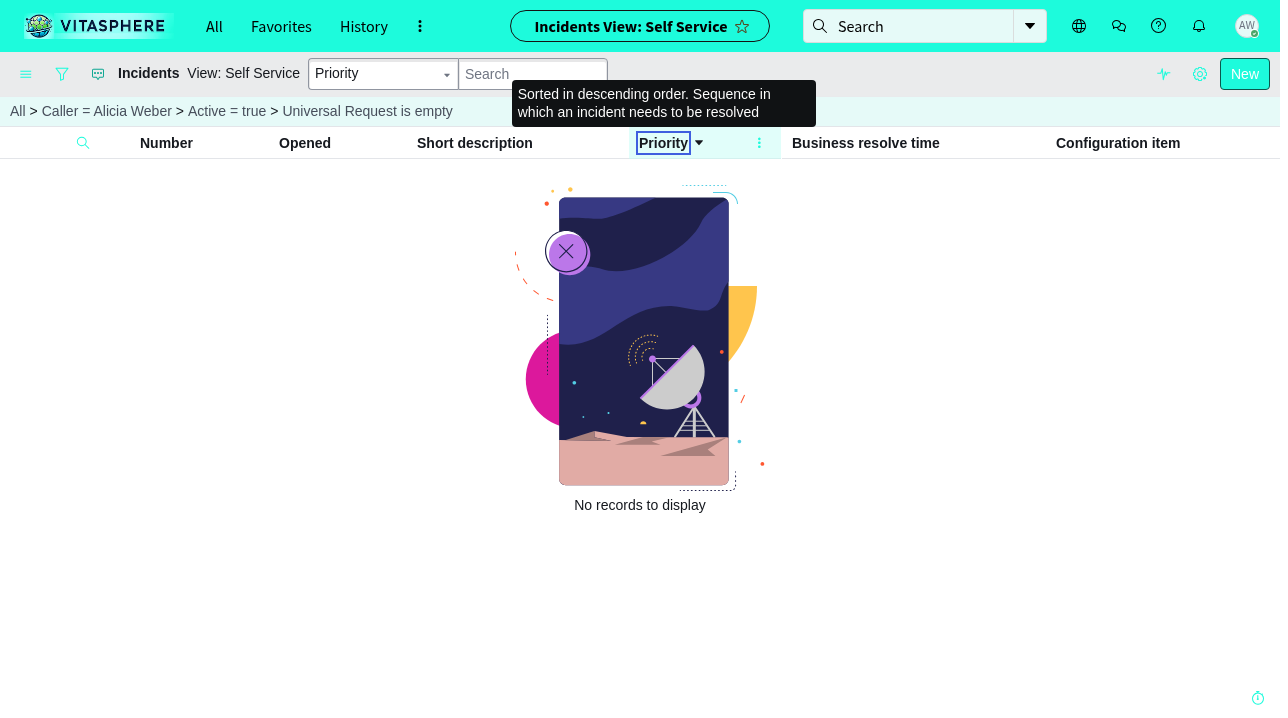 VITASPHERE
All
Favorites
History
Incidents View: Self Service
Search
AW
Incidents
View: Self Service
Priority
Search
New
Sorted in descending order. Sequence in
which an incident needs to be resolved
All > Caller = Alicia Weber > Active = true > Universal Request is empty
Number
Opened
Short description
Priority
Business resolve time
Configuration item
No records to display